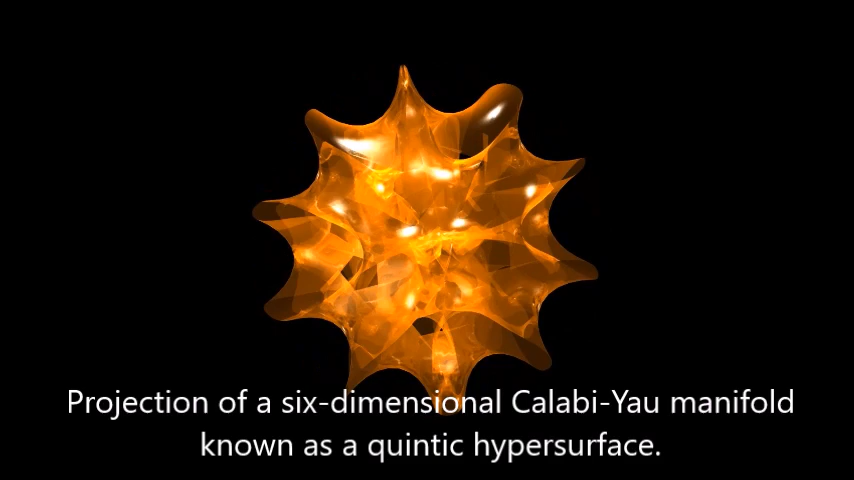 Projection of a six-dimensional Calabi-Yau manifold
known as a quintic hypersurface.